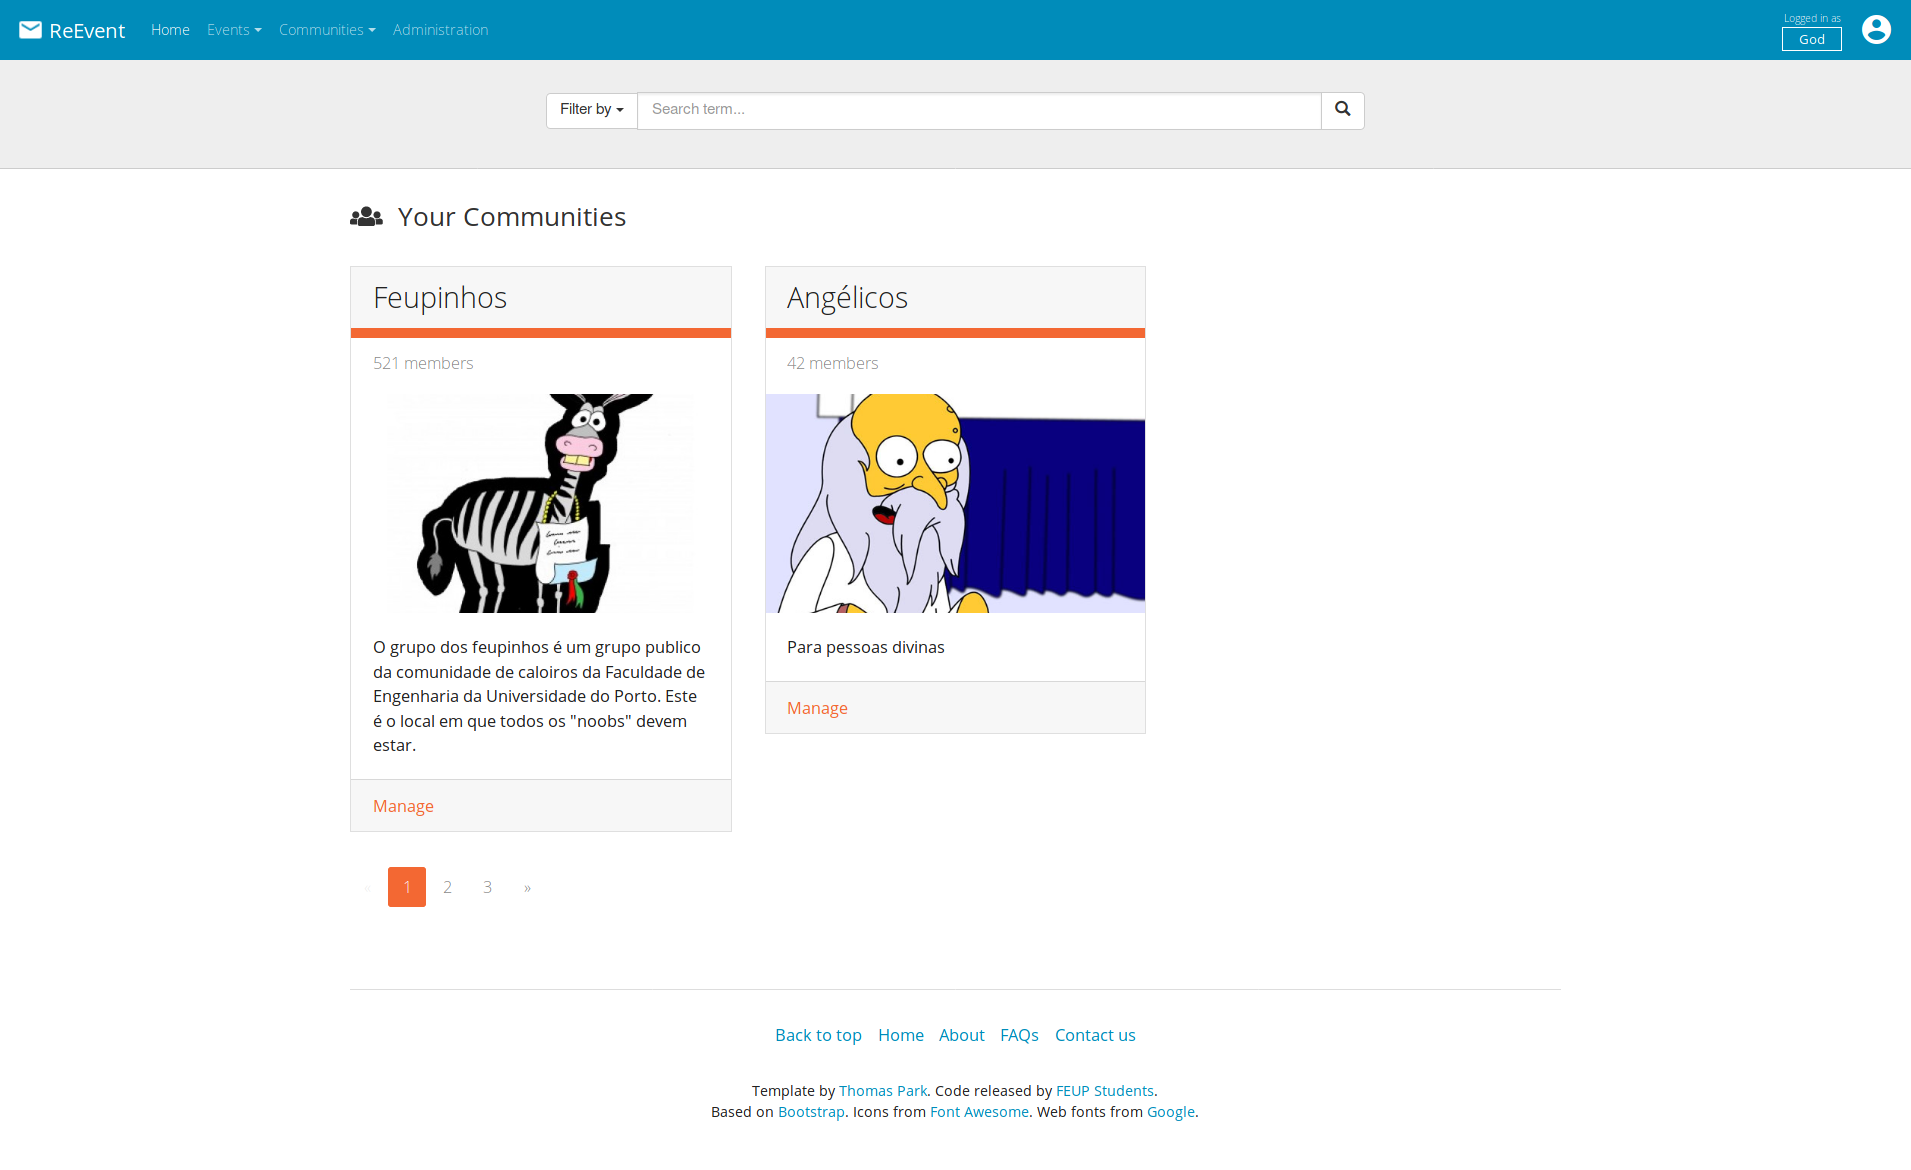 ReEvent Home Events Communities Administration
Logged in as
God
Filter by Search term...
Your Communities
Feupinhos
521 members
O grupo dos feupinhos é um grupo publico
da comunidade de caloiros da Faculdade de
Engenharia da Universidade do Porto. Este
é o local em que todos os "noobs" devem
estar.
Manage
Angélicos
42 members
Para pessoas divinas
Manage
« 1 2 3 »
Back to top Home About FAQs Contact us
Template by Thomas Park. Code released by FEUP Students.
Based on Bootstrap. Icons from Font Awesome. Web fonts from Google.